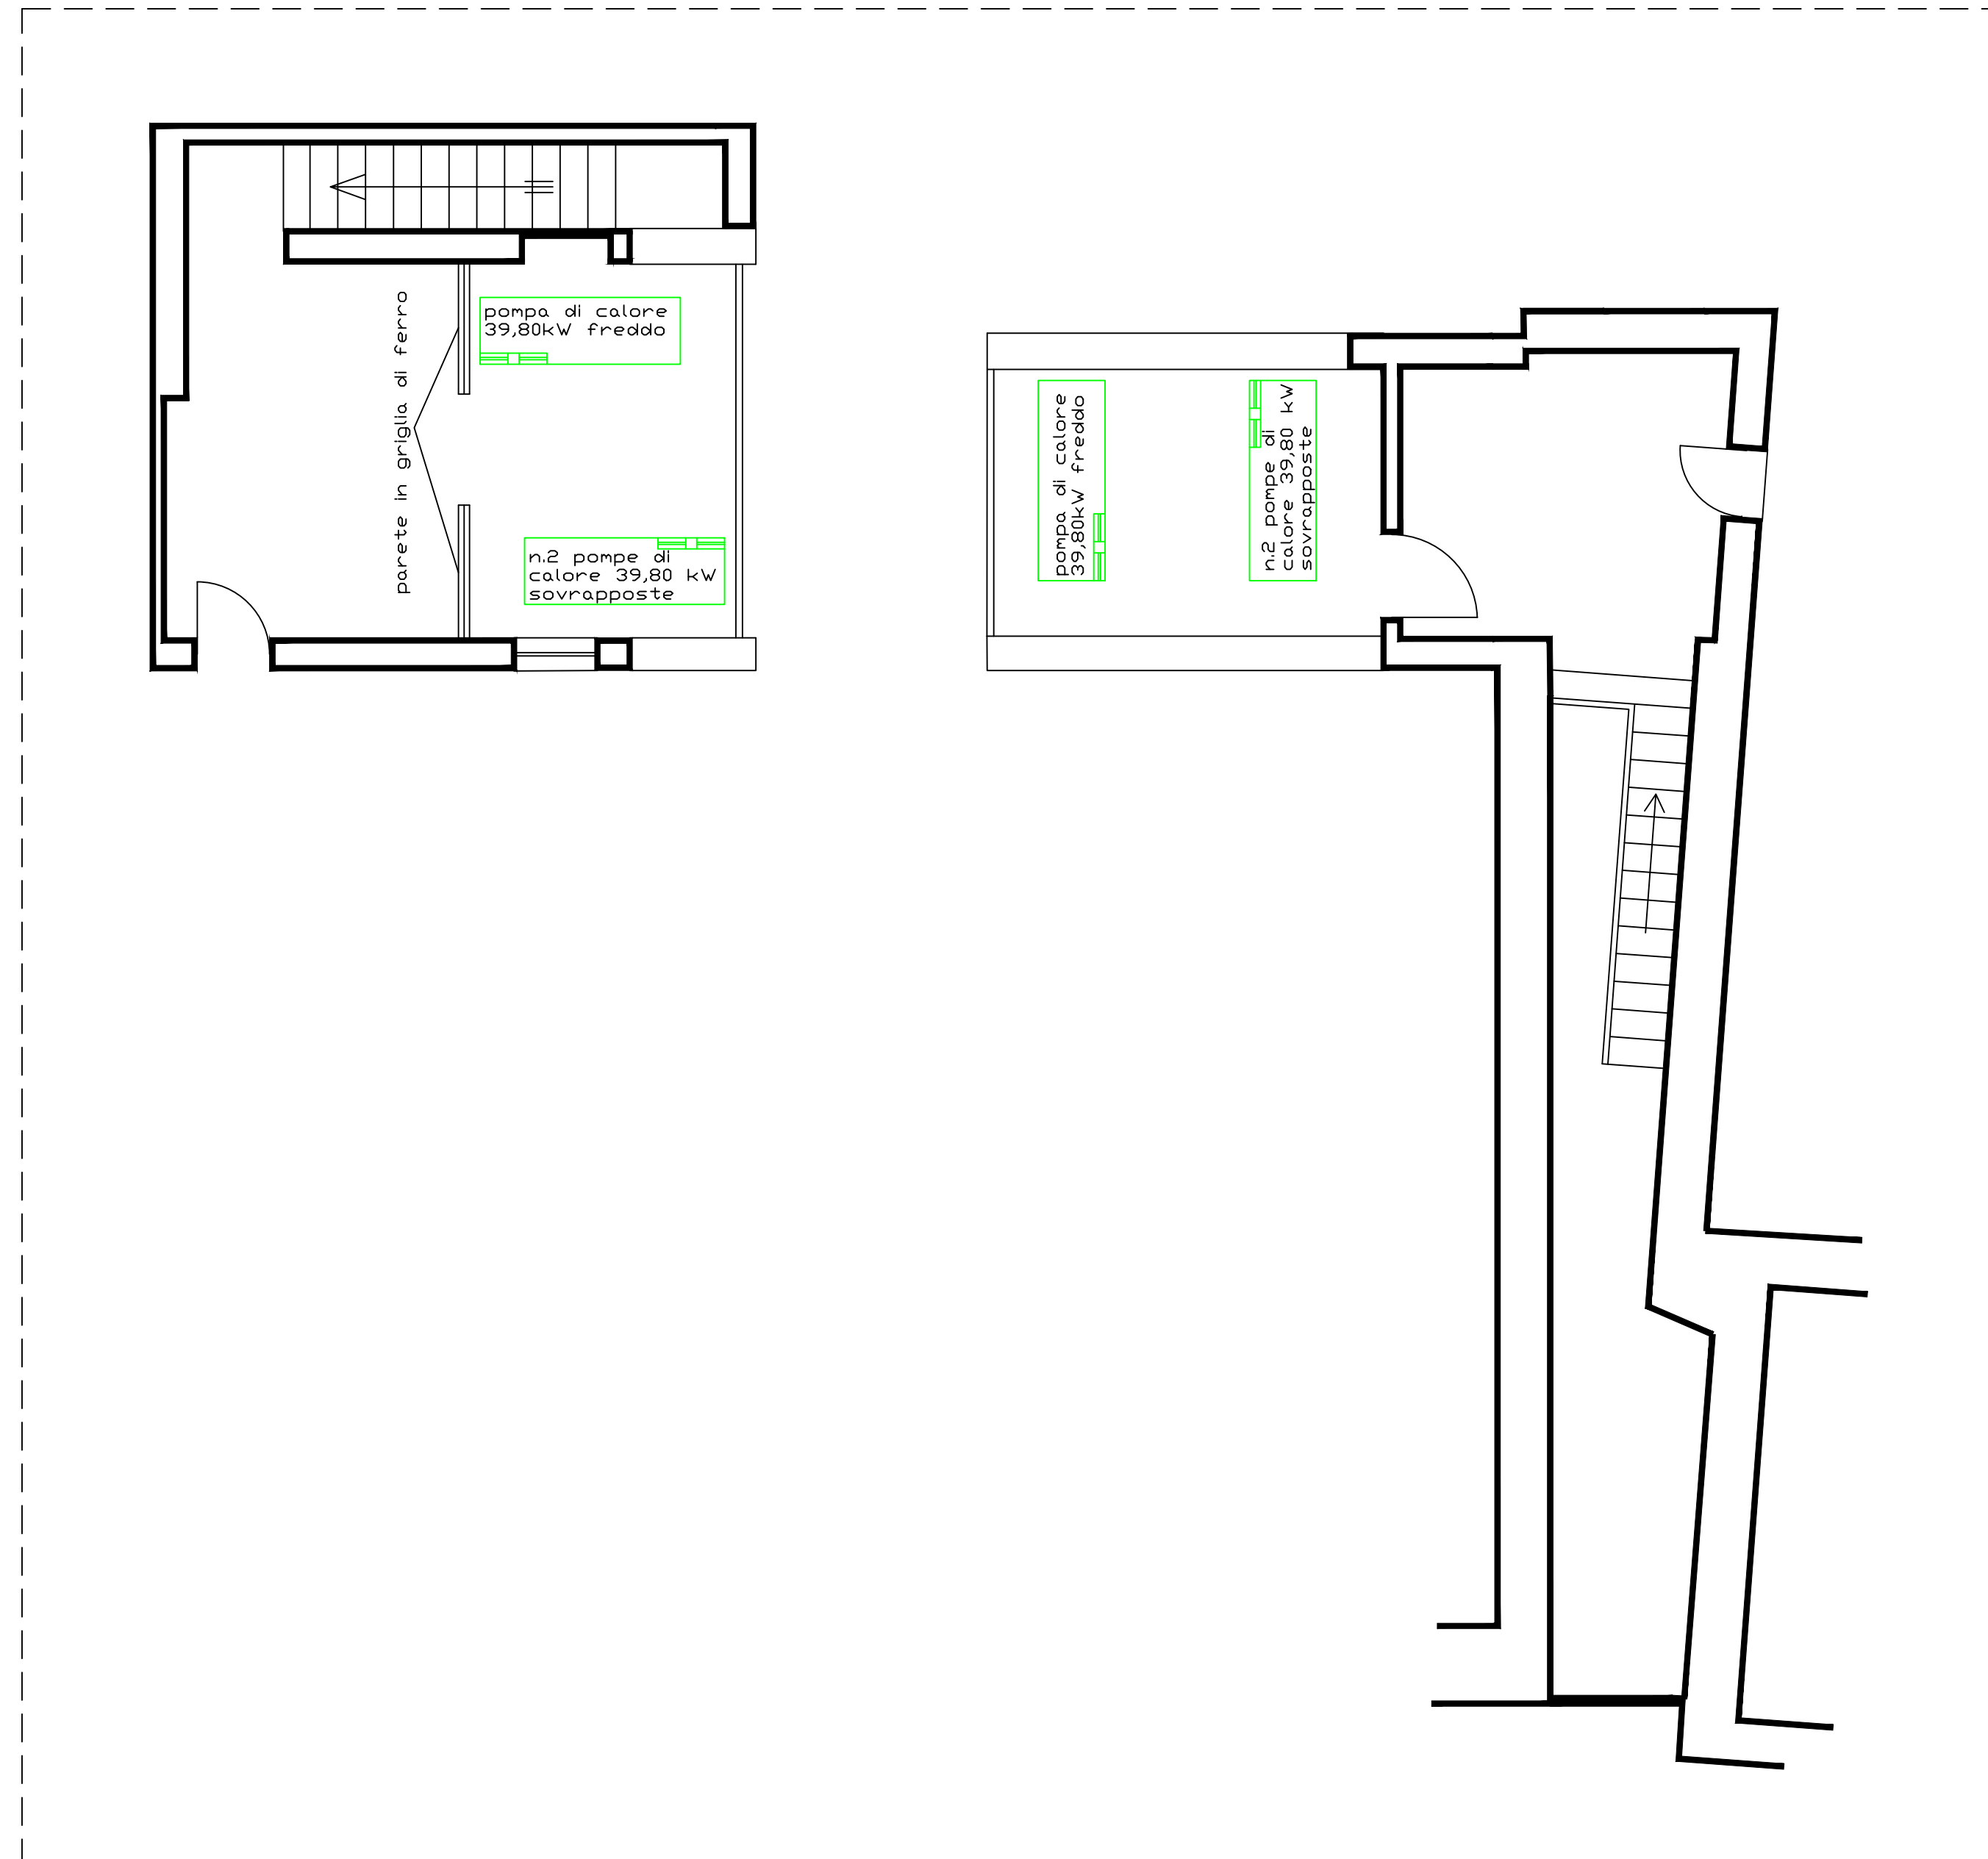 parete in griglia di ferro
pompa di calore
39,80kW freddo
n.2 pompe di
calore 39,80 kW
sovrapposte
pompa di calore
39,80kW freddo
n.2 pompe di
calore 39,80 kW
sovrapposte